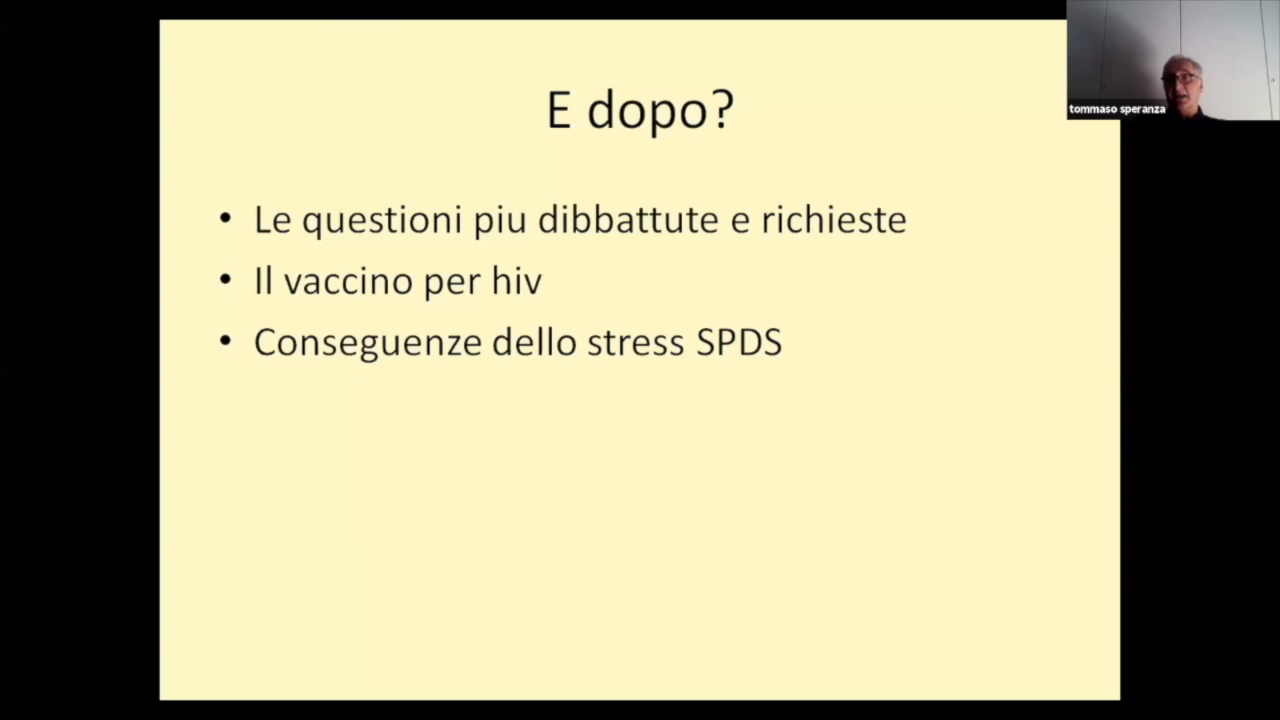 E dopo?
• Le questioni piu dibbattute e richieste
• Il vaccino per hiv
• Conseguenze dello stress SPDS
tommaso speranza